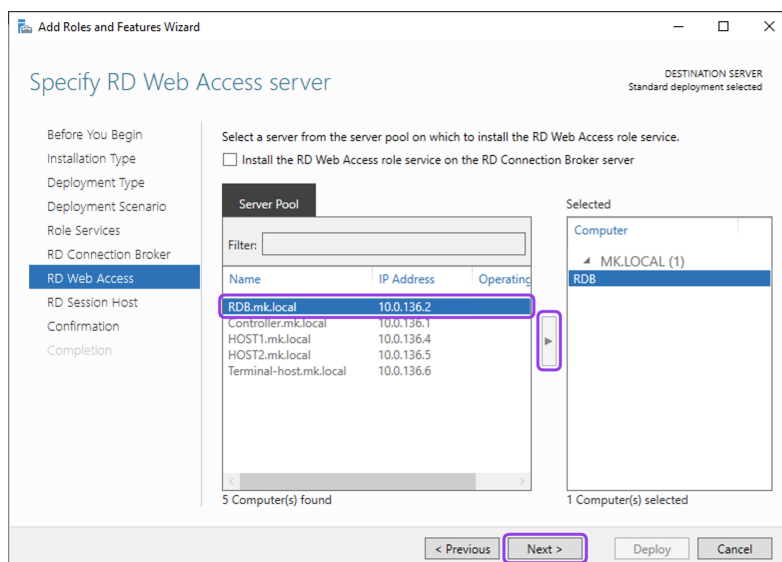 Add Roles and Features Wizard
Specify RD Web Access server
DESTINATION SERVER
Standard deployment selected
Before You Begin
Installation Type
Deployment Type
Deployment Scenario
Role Services
RD Connection Broker
RD Web Access
RD Session Host
Confirmation
Completion
Select a server from the server pool on which to install the RD Web Access role service.
Install the RD Web Access role service on the RD Connection Broker server
Server Pool
Filter:
Name IP Address Operating
RDB.mk.local 10.0.136.2
Controller.mk.local 10.0.136.1
HOST1.mk.local 10.0.136.4
HOST2.mk.local 10.0.136.5
Terminal-host.mk.local 10.0.136.6
5 Computer(s) found
Selected
Computer
MK.LOCAL (1)
RDB
1 Computer(s) selected
< Previous Next > Deploy Cancel